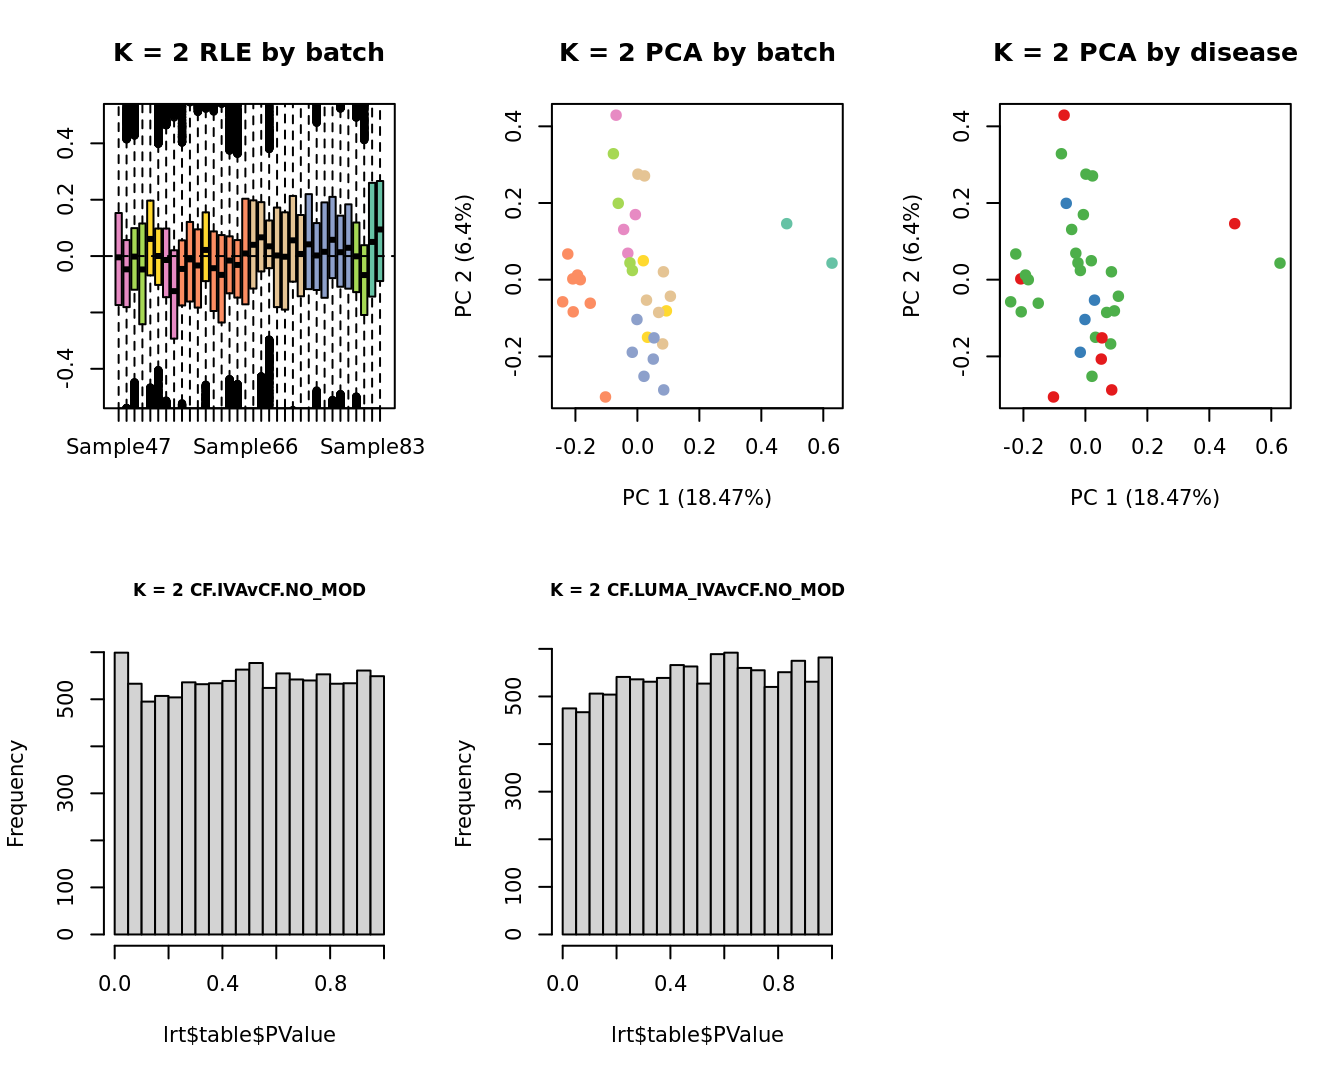 K = 2 RLE by batch
0.4
0.2
0.0
-0.4
Sample47 Sample66 Sample83
K = 2 PCA by batch
PC 2 (6.4%)
0.4
0.2
0.0
-0.2
-0.2 0.0 0.2 0.4 0.6
PC 1 (18.47%)
K = 2 PCA by disease
PC 2 (6.4%)
0.4
0.2
0.0
-0.2
-0.2 0.0 0.2 0.4 0.6
PC 1 (18.47%)
K = 2 CF.IVAvCF.NO_MOD
Frequency
500
300
100
0
0.0 0.4 0.8
lrt$table$PValue
K = 2 CF.LUMA_IVAvCF.NO_MOD
Frequency
500
300
100
0
0.0 0.4 0.8
lrt$table$PValue